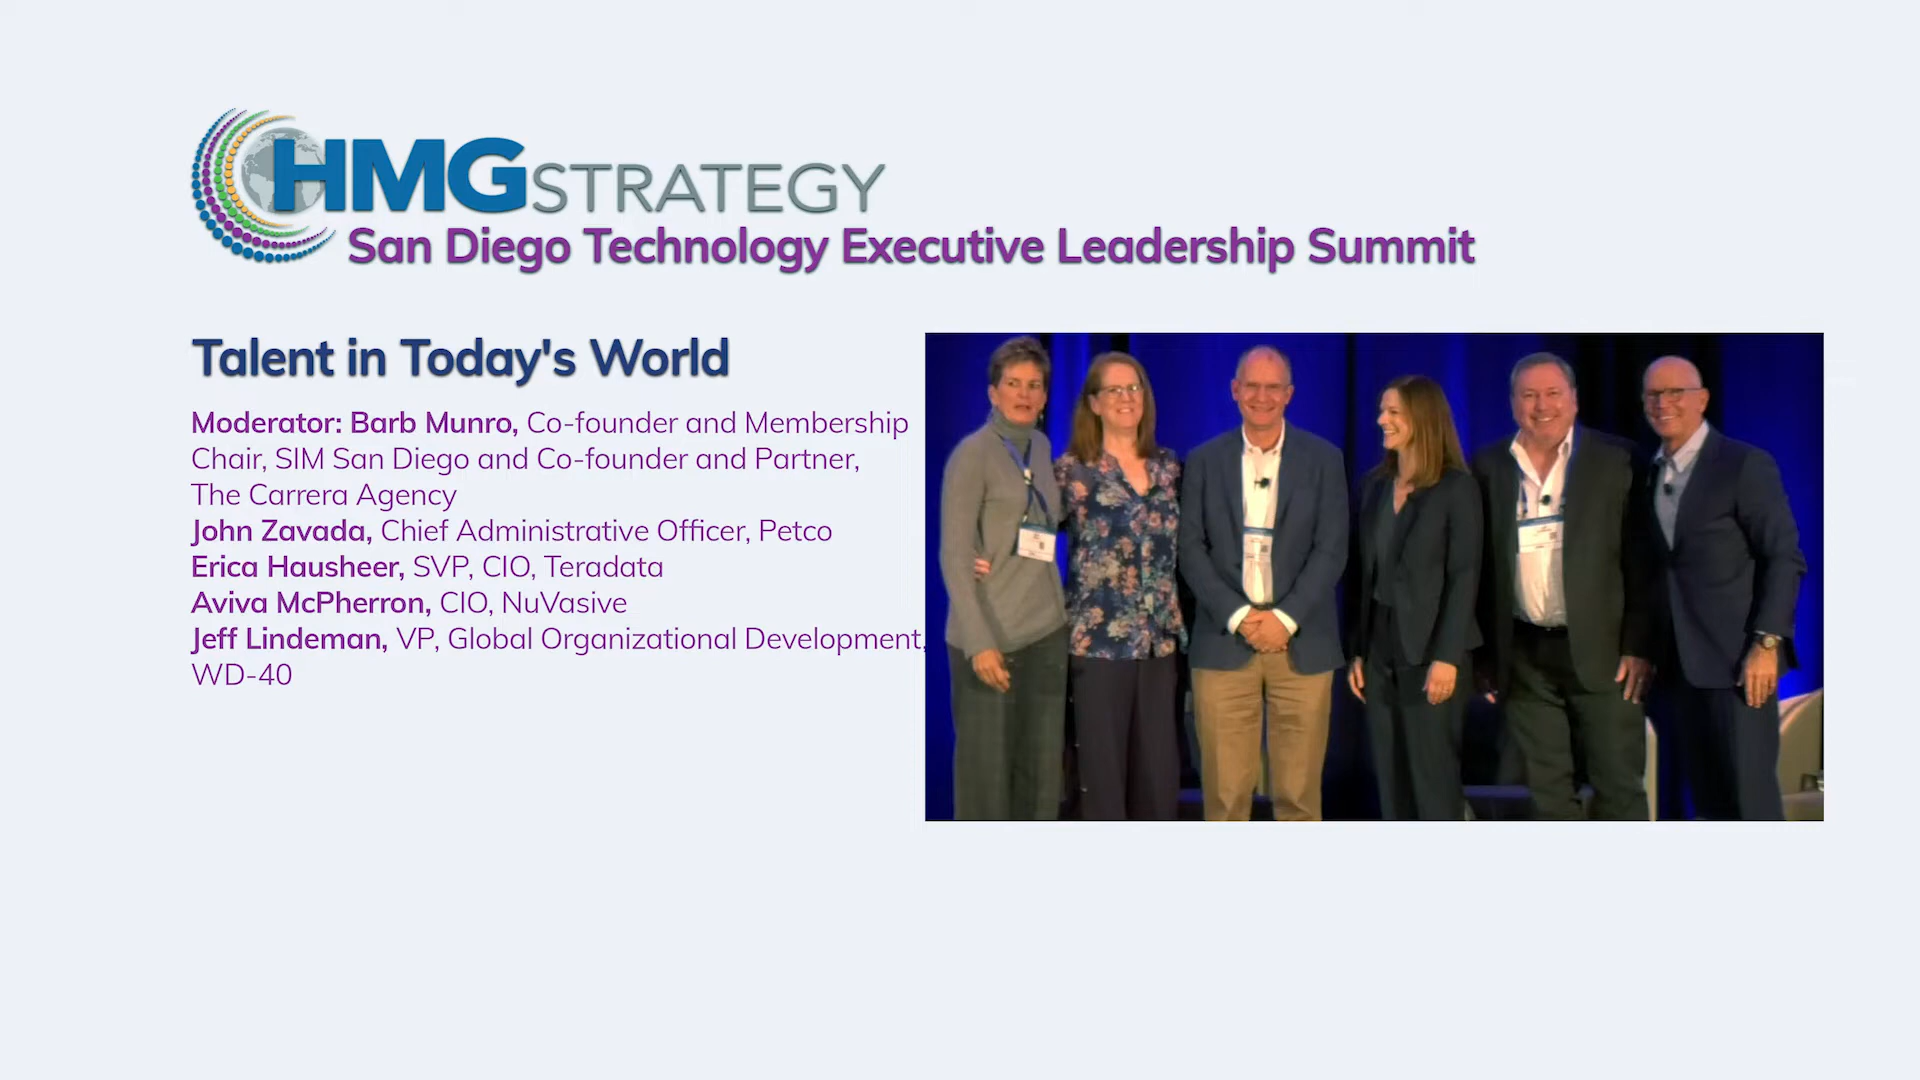 HMGSTRATEGY
San Diego Technology Executive Leadership Summit
Talent in Today's World
Moderator: Barb Munro, Co-founder and Membership
Chair, SIM San Diego and Co-founder and Partner,
The Carrera Agency
John Zavada, Chief Administrative Officer, Petco
Erica Hausheer, SVP, CIO, Teradata
Aviva McPherron, CIO, NuVasive
Jeff Lindeman, VP, Global Organizational Development,
WD-40